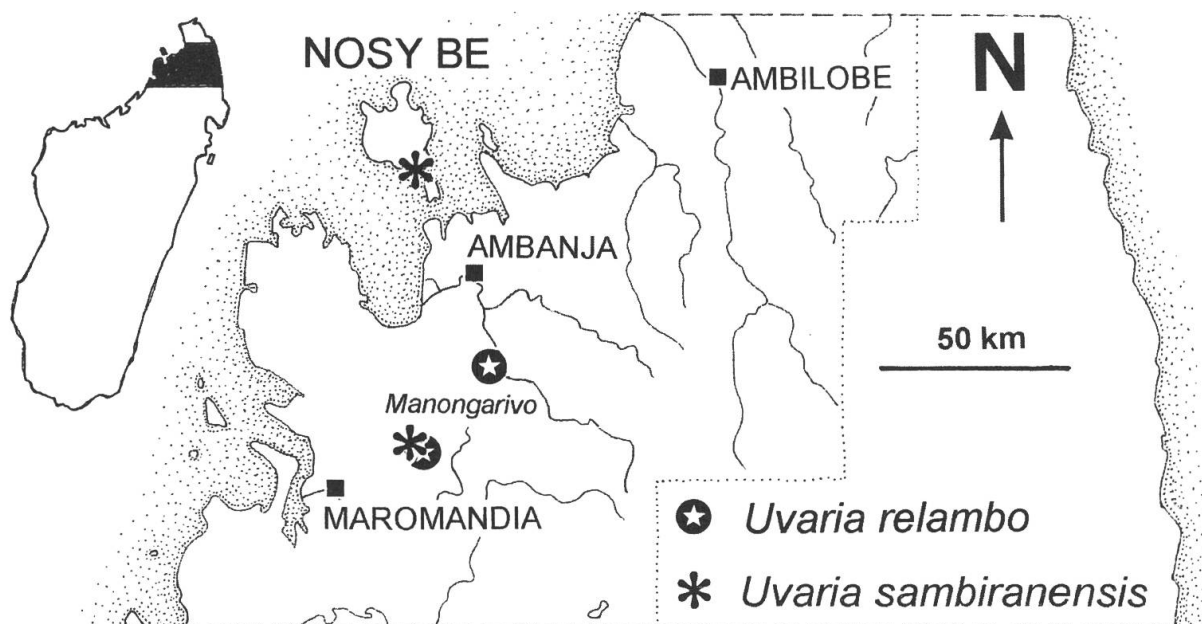 NOSY BE
AMBILOBE
N
AMBANJA
50 km
Manongarivo
MAROMANDIA
Uvaria relambo
Uvaria sambiranensis